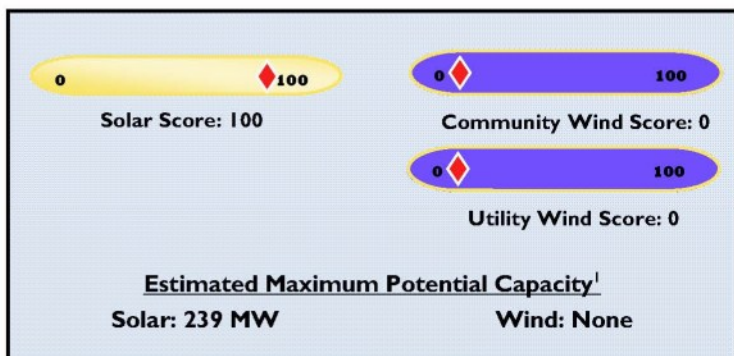 0 100
Solar Score: 100
0 100
Community Wind Score: 0
0 100
Utility Wind Score: 0
Estimated Maximum Potential Capacity¹
Solar: 239 MW Wind: None